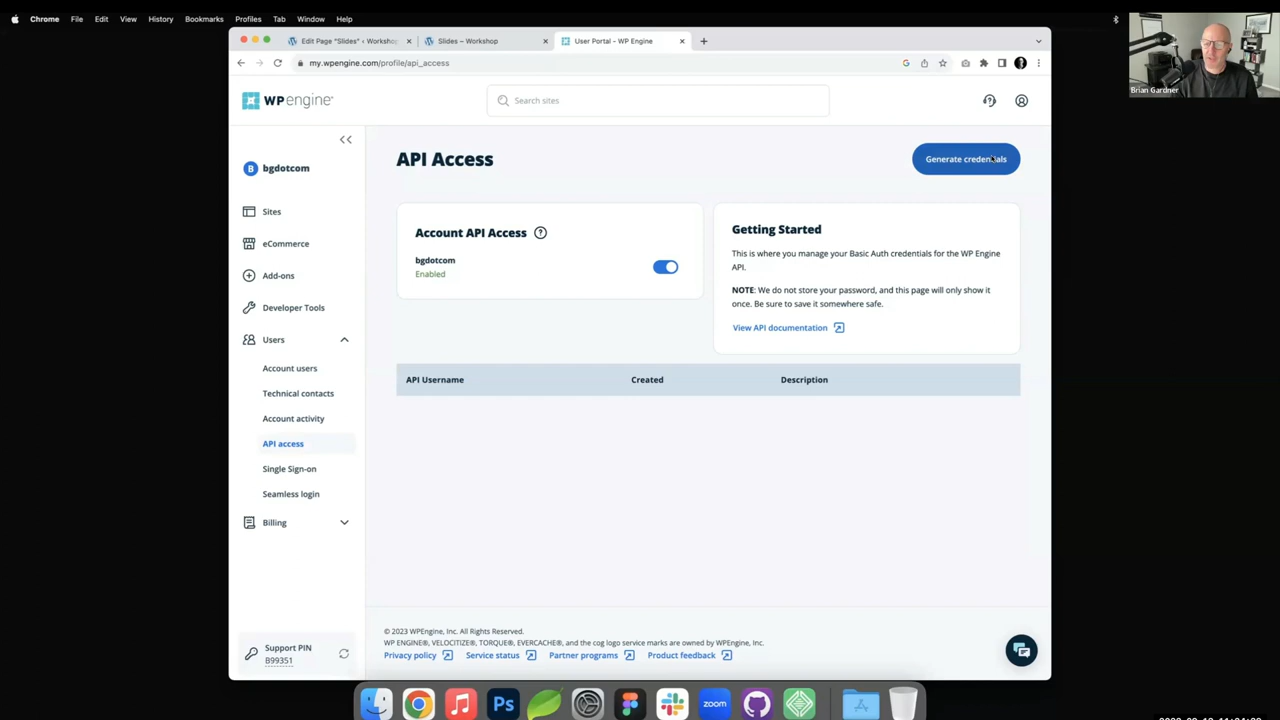 Chrome File Edit View History Bookmarks Profiles Tab Window Help
Edit Page "Slides" ‹ Worksho
Slides – Workshop
User Portal – WP Engine
my.wpengine.com/profile/api_access
Brian Gardner
WP engine
Search sites
bgdotcom
Sites
eCommerce
Add-ons
Developer Tools
Users
Account users
Technical contacts
Account activity
API access
Single Sign-on
Seamless login
Billing
Support PIN
B99351
API Access
Generate credentials
Account API Access ?
bgdotcom
Enabled
Getting Started
This is where you manage your Basic Auth credentials for the WP Engine
API.
NOTE: We do not store your password, and this page will only show it
once. Be sure to save it somewhere safe.
View API documentation
API Username Created Description
© 2023 WPEngine, Inc. All Rights Reserved.
WP ENGINE®, VELOCITIZE®, TORQUE®, EVERCACHE®, and the cog logo service marks are owned by WPEngine, Inc.
Privacy policy Service status Partner programs Product feedback
Ps
zoom